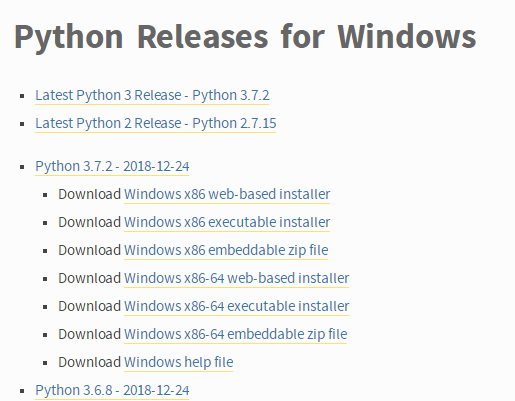 Python Releases for Windows
Latest Python 3 Release - Python 3.7.2
Latest Python 2 Release - Python 2.7.15
Python 3.7.2 - 2018-12-24
Download Windows x86 web-based installer
Download Windows x86 executable installer
Download Windows x86 embeddable zip file
Download Windows x86-64 web-based installer
Download Windows x86-64 executable installer
Download Windows x86-64 embeddable zip file
Download Windows help file
Python 3.6.8 - 2018-12-24